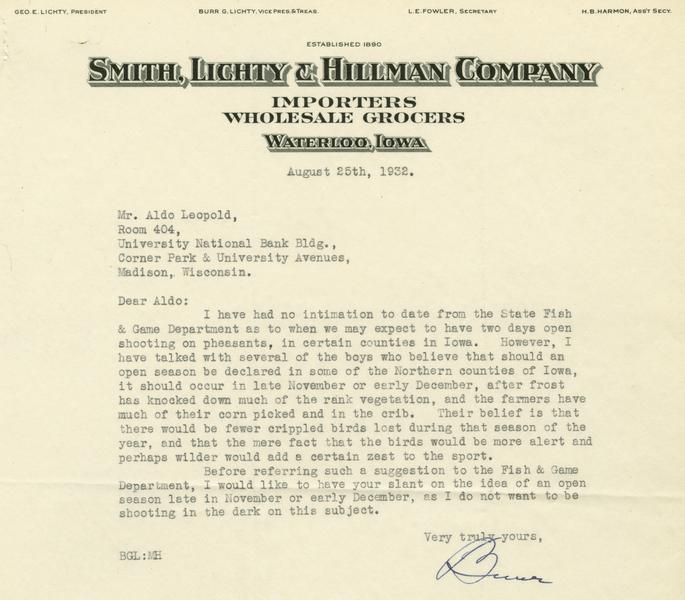 GEO. E. LICHTY, PRESIDENT BURR G. LICHTY, VICE PRES. & TREAS. L. E. FOWLER, SECRETARY H. B. HARMON, ASS'T SECY.
ESTABLISHED 1890
SMITH, LICHTY & HILLMAN COMPANY
IMPORTERS
WHOLESALE GROCERS
WATERLOO, IOWA
August 25th, 1932.
Mr. Aldo Leopold,
Room 404,
University National Bank Bldg.,
Corner Park & University Avenues,
Madison, Wisconsin.
Dear Aldo:
I have had no intimation to date from the State Fish
& Game Department as to when we may expect to have two days open
shooting on pheasants, in certain counties in Iowa. However, I
have talked with several of the boys who believe that should an
open season be declared in some of the Northern counties of Iowa,
it should occur in late November or early December, after frost
has knocked down much of the rank vegetation, and the farmers have
much of their corn picked and in the crib. Their belief is that
there would be fewer crippled birds lost during that season of the
year, and that the mere fact that the birds would be more alert and
perhaps wilder would add a certain zest to the sport.
Before referring such a suggestion to the Fish & Game
Department, I would like to have your slant on the idea of an open
season late in November or early December, as I do not want to be
shooting in the dark on this subject.
Very truly yours,
BGL:MH